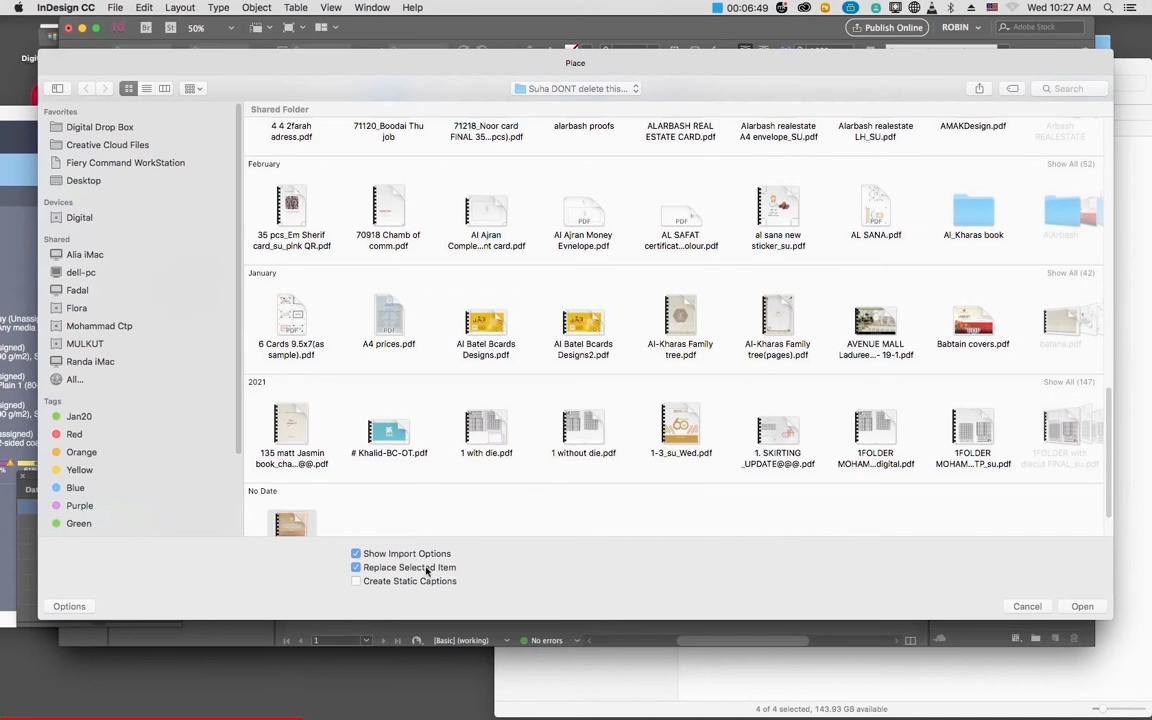 InDesign CC File Edit Layout Type Object Table View Window Help 00:06:49 Wed 10:27 AM
Br St 50% Publish Online ROBIN Adobe Stock
Place
Suha DONT delete this... Search
Favorites
Digital Drop Box
Creative Cloud Files
Fiery Command WorkStation
Desktop
Devices
Digital
Shared
Alia iMac
dell-pc
Fadal
Flora
Mohammad Ctp
MULKUT
Randa iMac
All...
Tags
Jan20
Red
Orange
Yellow
Blue
Purple
Green
Shared Folder
4 4 2farah adress.pdf
71120_Boodai Thu job
71218_Noor card FINAL 35...pcs).pdf
alarbash proofs
ALARBASH REAL ESTATE CARD.pdf
Alarbash realestate A4 envelope_SU.pdf
Alarbash realestate LH_SU.pdf
AMAKDesign.pdf
Arbash REALESTATE
February Show All (52)
35 pcs_Em Sherif card_su_pink QR.pdf
70918 Chamb of comm.pdf
Al Ajran Comple...nt card.pdf
Al Ajran Money Evnelope.pdf
AL SAFAT certificat...olour.pdf
al sana new sticker_su.pdf
AL SANA.pdf
Al_Kharas book
AlArbash
January Show All (42)
6 Cards 9.5x7(as sample).pdf
A4 prices.pdf
Al Batel Bcards Designs.pdf
Al Batel Bcards Designs2.pdf
Al-Kharas Family tree.pdf
Al-Kharas Family tree(pages).pdf
AVENUE MALL Laduree...- 19-1.pdf
Babtain covers.pdf
batana.pdf
2021 Show All (147)
135 matt Jasmin book_cha...@@.pdf
# Khalid-BC-OT.pdf
1 with die.pdf
1 without die.pdf
1-3_su_Wed.pdf
1. SKIRTING _UPDATE@@@.pdf
1FOLDER MOHAM...digital.pdf
1FOLDER MOHAM...TP_su.pdf
1FOLDER with diecut FINAL_su.pdf
No Date
Show Import Options
Replace Selected Item
Create Static Captions
Options Cancel Open
1 [Basic] (working) No errors
4 of 4 selected, 143.93 GB available